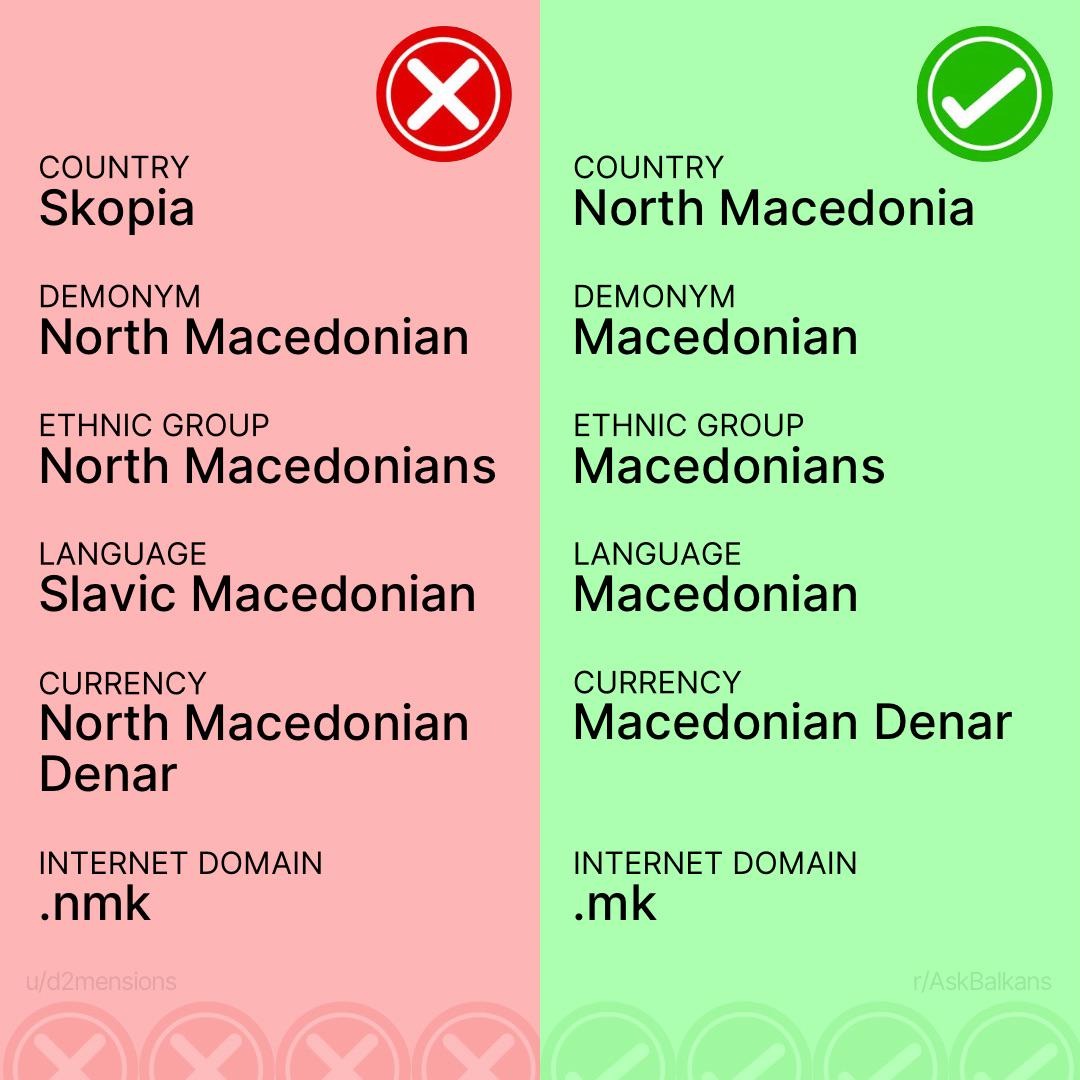 COUNTRY
Skopia
DEMONYM
North Macedonian
ETHNIC GROUP
North Macedonians
LANGUAGE
Slavic Macedonian
CURRENCY
North Macedonian
Denar
INTERNET DOMAIN
.nmk
u/d2mensions
COUNTRY
North Macedonia
DEMONYM
Macedonian
ETHNIC GROUP
Macedonians
LANGUAGE
Macedonian
CURRENCY
Macedonian Denar
INTERNET DOMAIN
.mk
r/AskBalkans